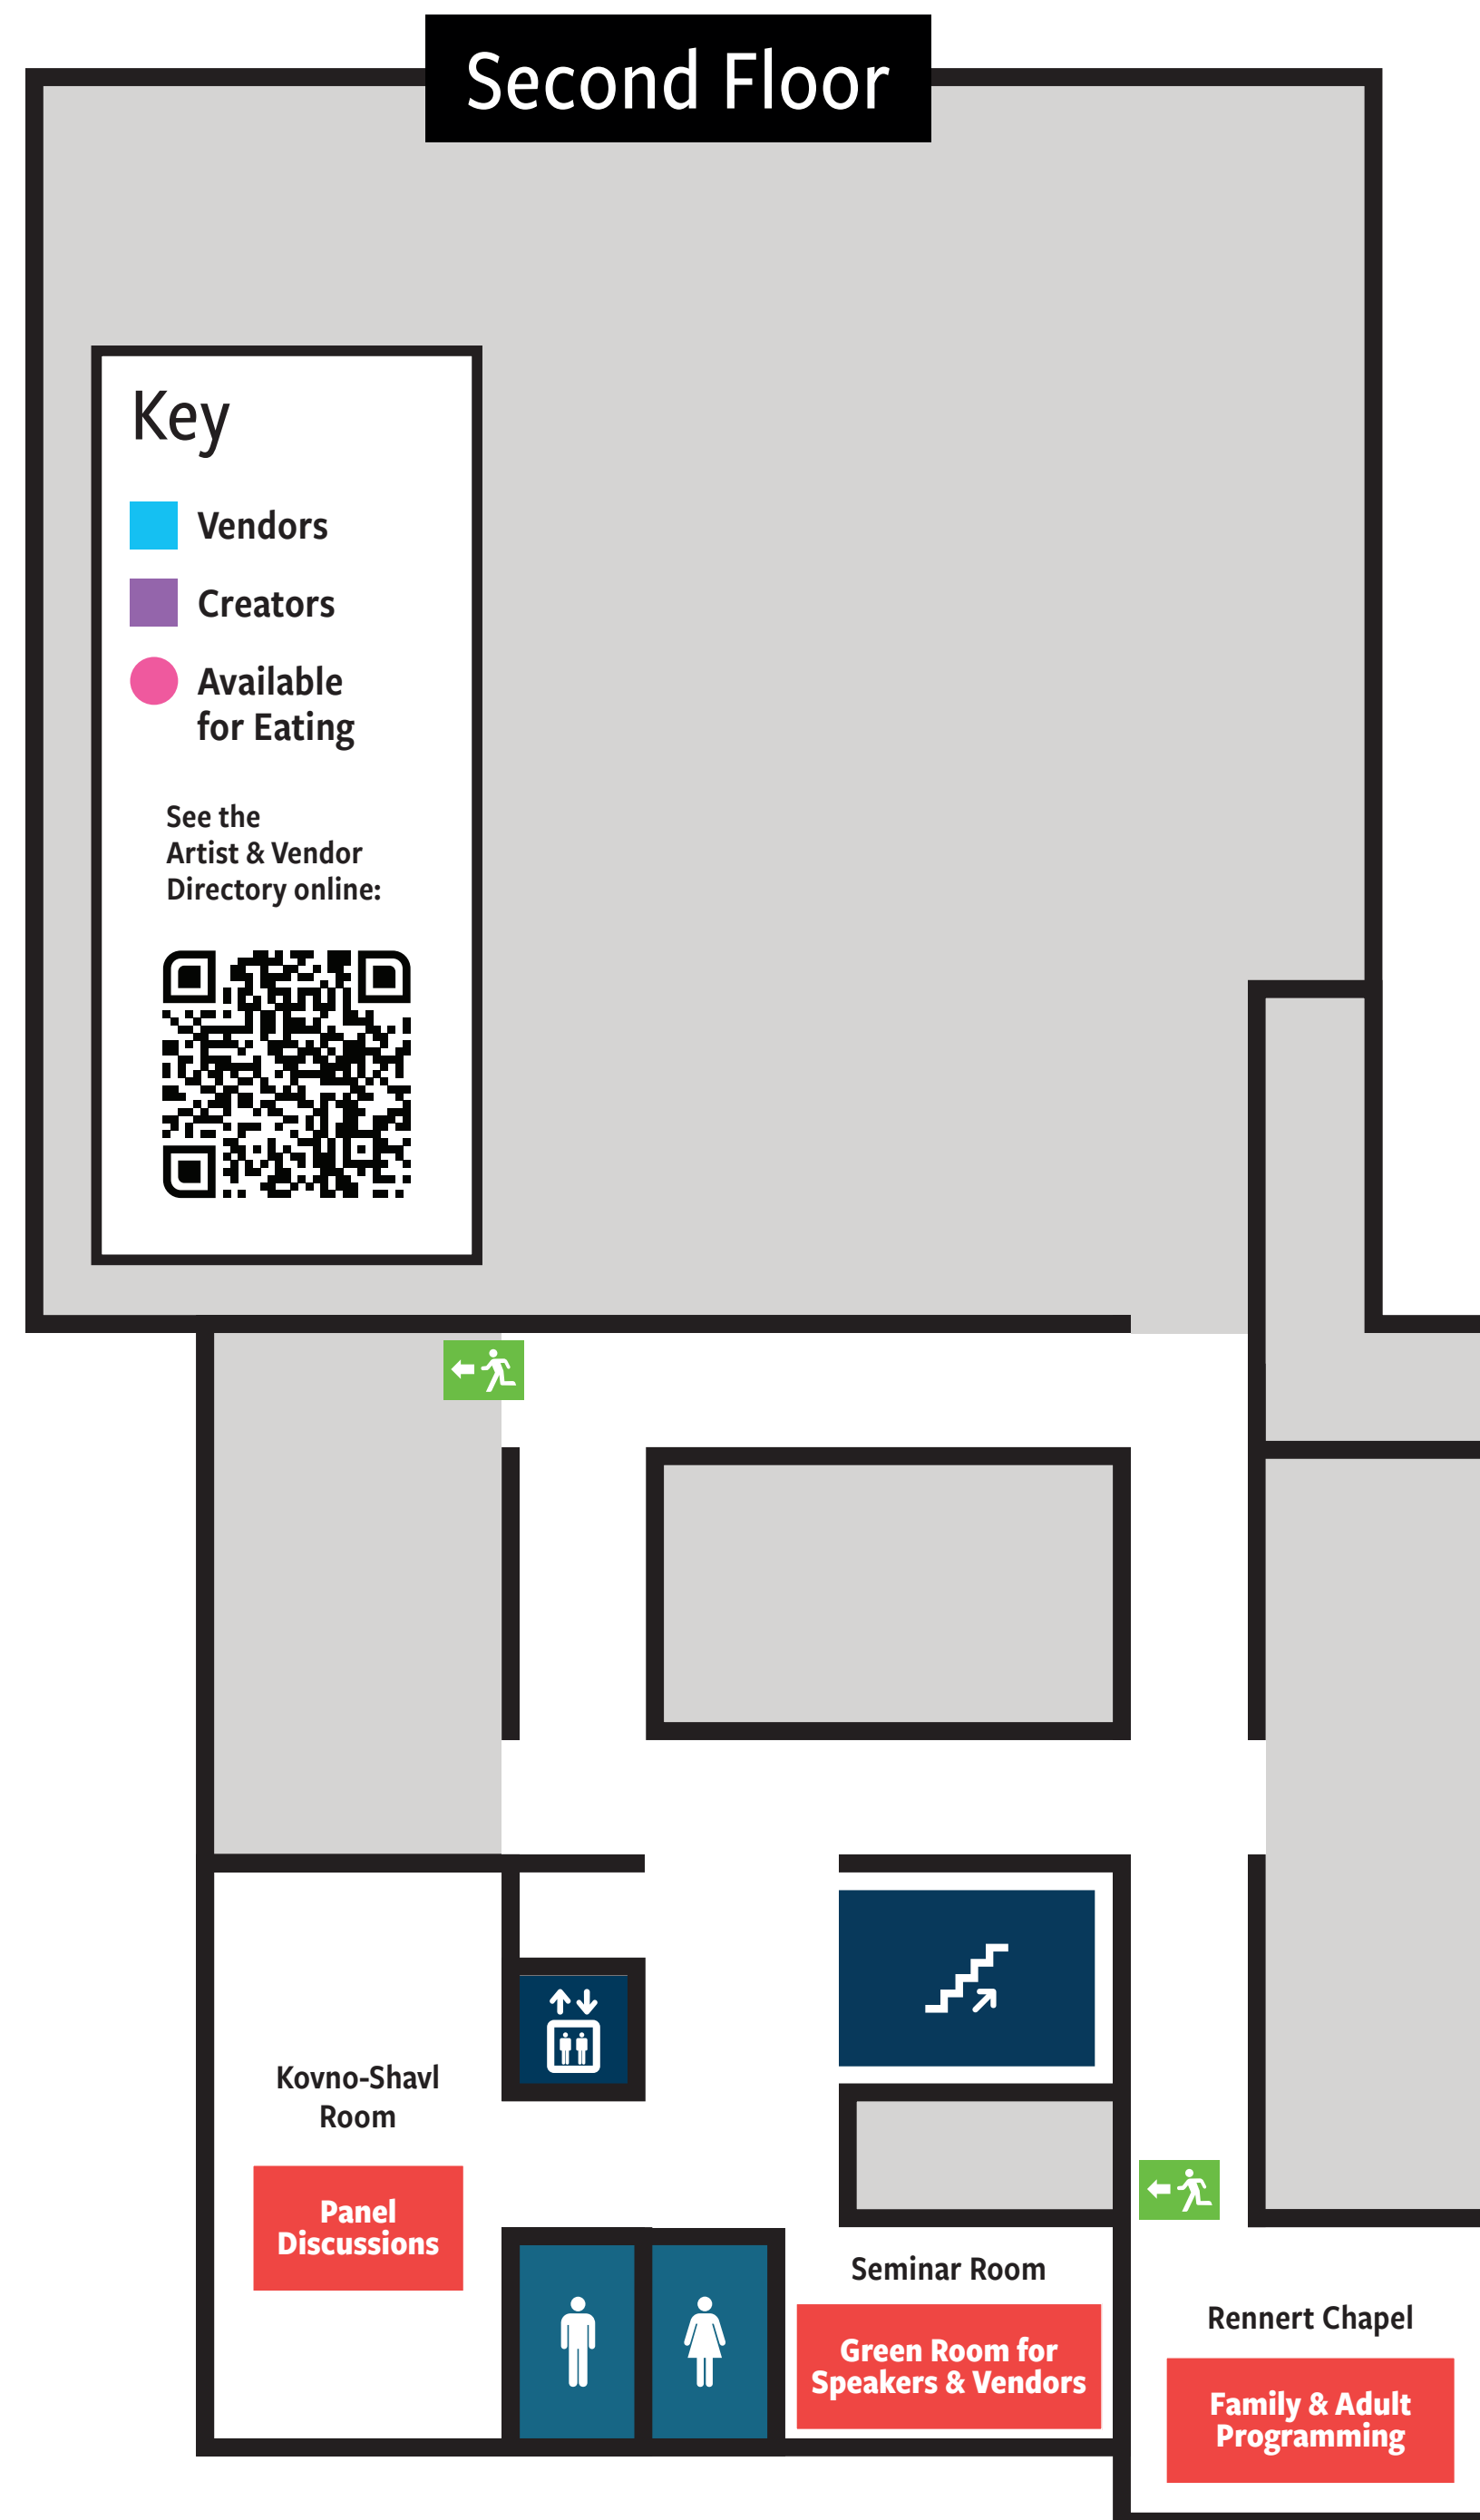 Second Floor
Key
Vendors
Creators
Available
for Eating
See the
Artist & Vendor
Directory online:
Kovno-Shavl
Room
Panel
Discussions
Seminar Room
Green Room for
Speakers & Vendors
Rennert Chapel
Family & Adult
Programming